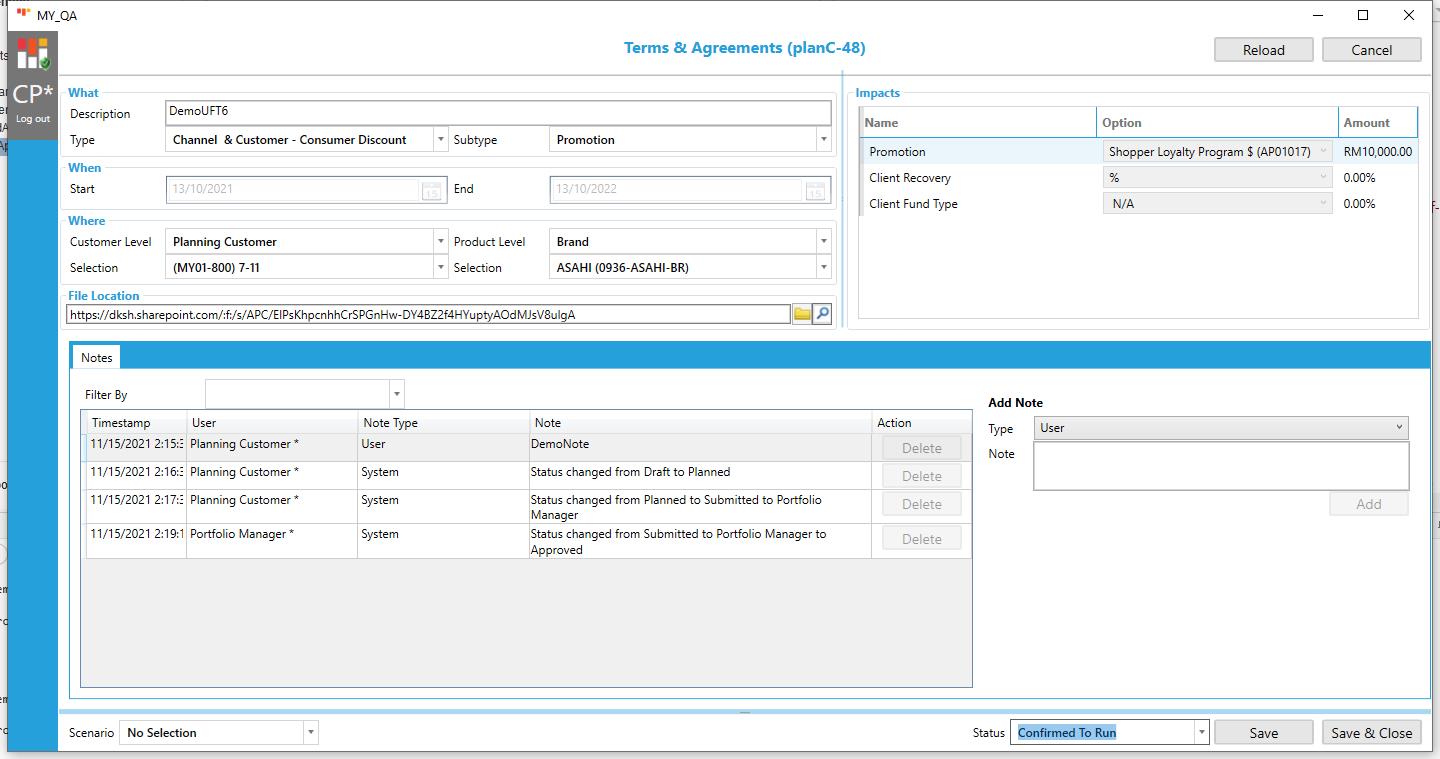 MY_QA
CP*
Log out
Terms & Agreements (planC-48)
Reload
Cancel
What
Description
DemoUFT6
Type
Channel & Customer - Consumer Discount
Subtype
Promotion
When
Start
13/10/2021
15
End
13/10/2022
15
Where
Customer Level
Planning Customer
Product Level
Brand
Selection
(MY01-800) 7-11
Selection
ASAHI (0936-ASAHI-BR)
File Location
Impacts
Name Option Amount
Promotion Shopper Loyalty Program $ (AP01017) RM10,000.00
Client Recovery % 0.00%
Client Fund Type N/A 0.00%
Notes
Filter By
Timestamp User Note Type Note Action
11/15/2021 2:15:3 Planning Customer * User DemoNote Delete
11/15/2021 2:16:3 Planning Customer * System Status changed from Draft to Planned Delete
11/15/2021 2:17:3 Planning Customer * System Status changed from Planned to Submitted to Portfolio
Manager
Delete
11/15/2021 2:19:1 Portfolio Manager * System Status changed from Submitted to Portfolio Manager to
Approved
Delete
Add Note
Type User
Note
Add
Scenario No Selection
Status Confirmed To Run
Save
Save & Close